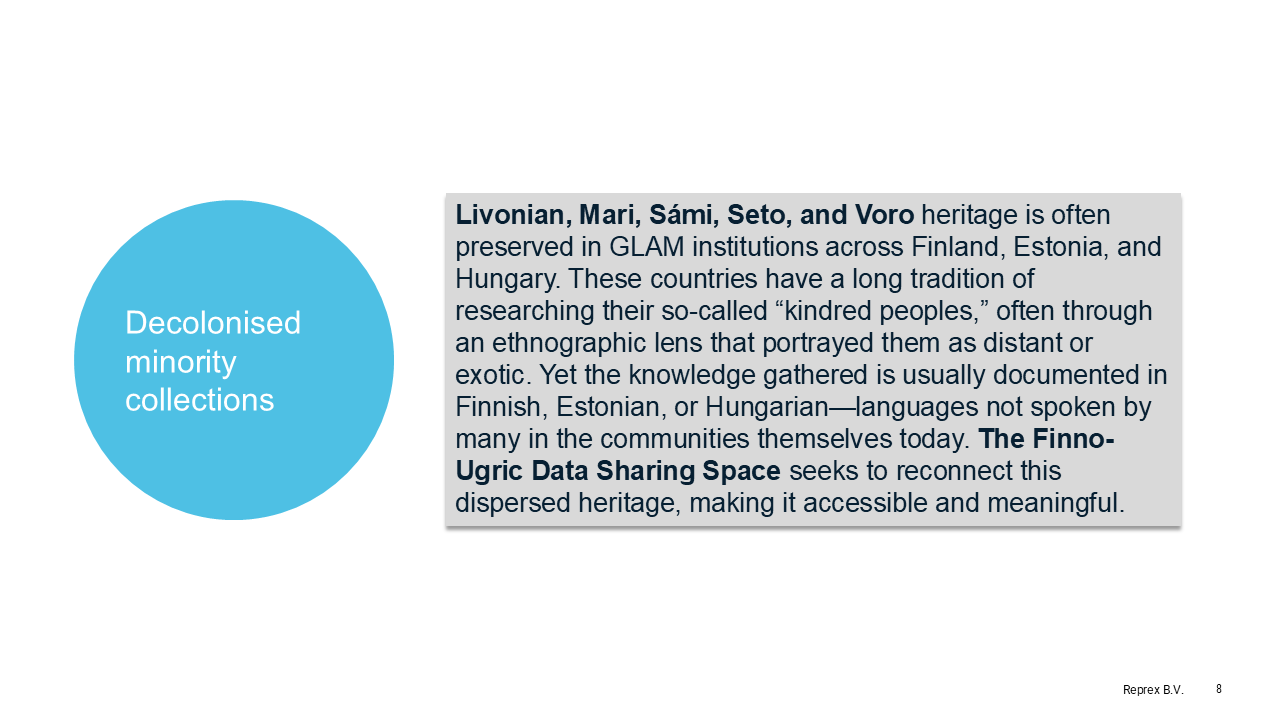 Decolonised
minority
collections
Livonian, Mari, Sámi, Seto, and Voro heritage is often
preserved in GLAM institutions across Finland, Estonia, and
Hungary. These countries have a long tradition of
researching their so-called “kindred peoples,” often through
an ethnographic lens that portrayed them as distant or
exotic. Yet the knowledge gathered is usually documented in
Finnish, Estonian, or Hungarian—languages not spoken by
many in the communities themselves today. The Finno-
Ugric Data Sharing Space seeks to reconnect this
dispersed heritage, making it accessible and meaningful.
Reprex B.V.
8